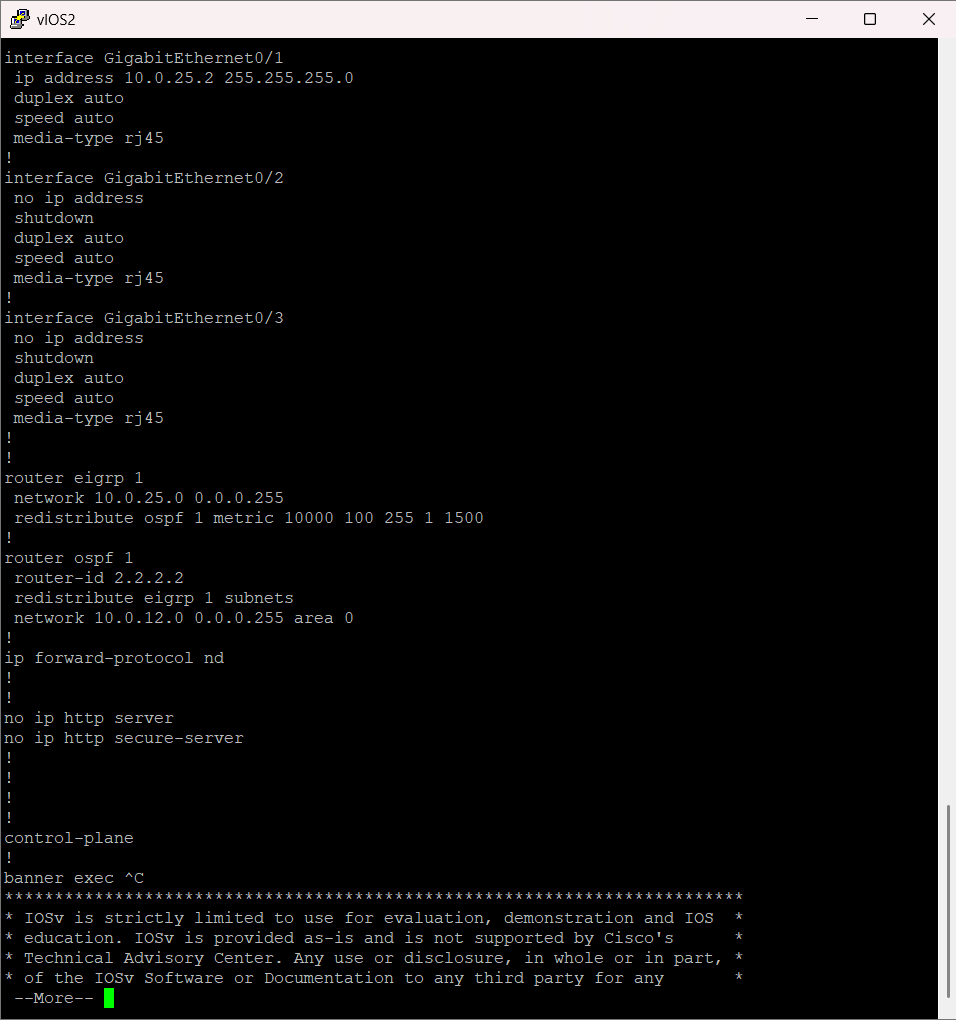 vIOS2
interface GigabitEthernet0/1
 ip address 10.0.25.2 255.255.255.0
 duplex auto
 speed auto
 media-type rj45
!
interface GigabitEthernet0/2
 no ip address
 shutdown
 duplex auto
 speed auto
 media-type rj45
!
interface GigabitEthernet0/3
 no ip address
 shutdown
 duplex auto
 speed auto
 media-type rj45
!
!
router eigrp 1
 network 10.0.25.0 0.0.0.255
 redistribute ospf 1 metric 10000 100 255 1 1500
!
router ospf 1
 router-id 2.2.2.2
 redistribute eigrp 1 subnets
 network 10.0.12.0 0.0.0.255 area 0
!
ip forward-protocol nd
!
!
no ip http server
no ip http secure-server
!
!
!
!
control-plane
!
banner exec ^C
**************************************************************************
* IOSv is strictly limited to use for evaluation, demonstration and IOS  *
* education. IOSv is provided as-is and is not supported by Cisco's      *
* Technical Advisory Center. Any use or disclosure, in whole or in part, *
* of the IOSv Software or Documentation to any third party for any       *
 --More--